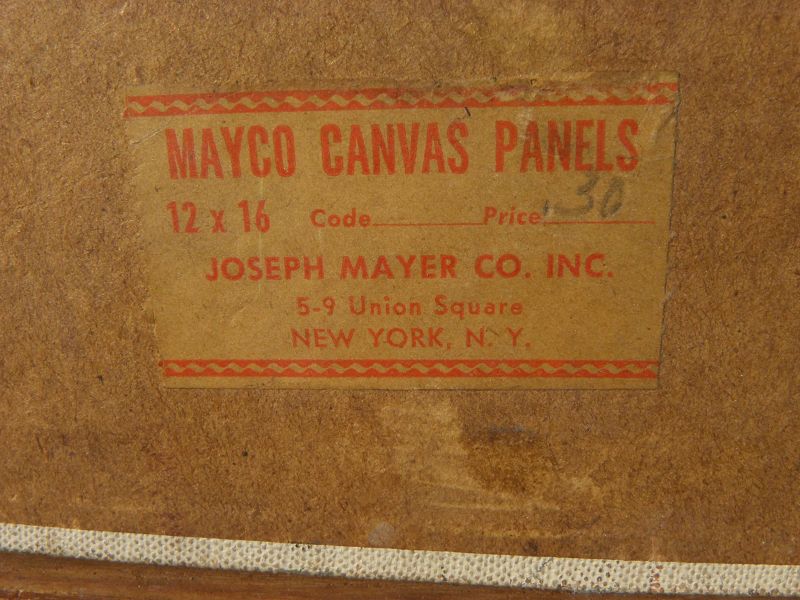 MAYCO CANVAS PANELS
12 x 16 Code Price .30
JOSEPH MAYER CO. INC.
5-9 Union Square
NEW YORK, N. Y.